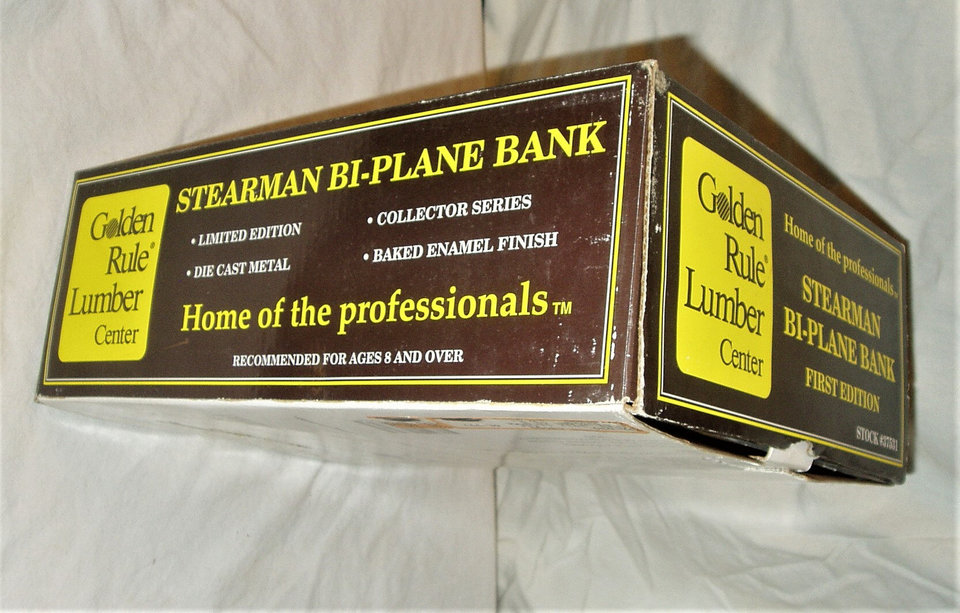 Golden
Rule®
Lumber
Center
STEARMAN BI-PLANE BANK
• LIMITED EDITION
• COLLECTOR SERIES
• DIE CAST METAL
• BAKED ENAMEL FINISH
Home of the professionals™
RECOMMENDED FOR AGES 8 AND OVER
Golden
Rule®
Lumber
Center
Home of the professionals™
STEARMAN
BI-PLANE BANK
FIRST EDITION
STOCK #37531